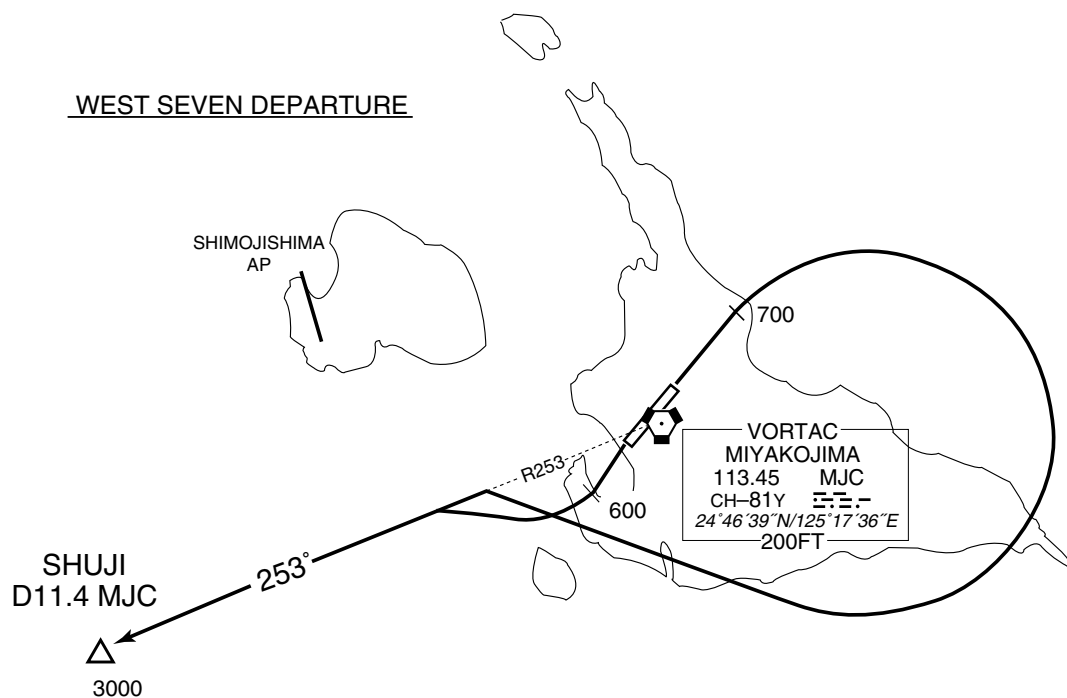 WEST SEVEN DEPARTURE
SHIMOJISHIMA
AP
700
VORTAC
MIYAKOJIMA
113.45 MJC
CH–81Y
24°46´39˝N/125°17´36˝E
200FT
R253
600
253°
SHUJI
D11.4 MJC
3000